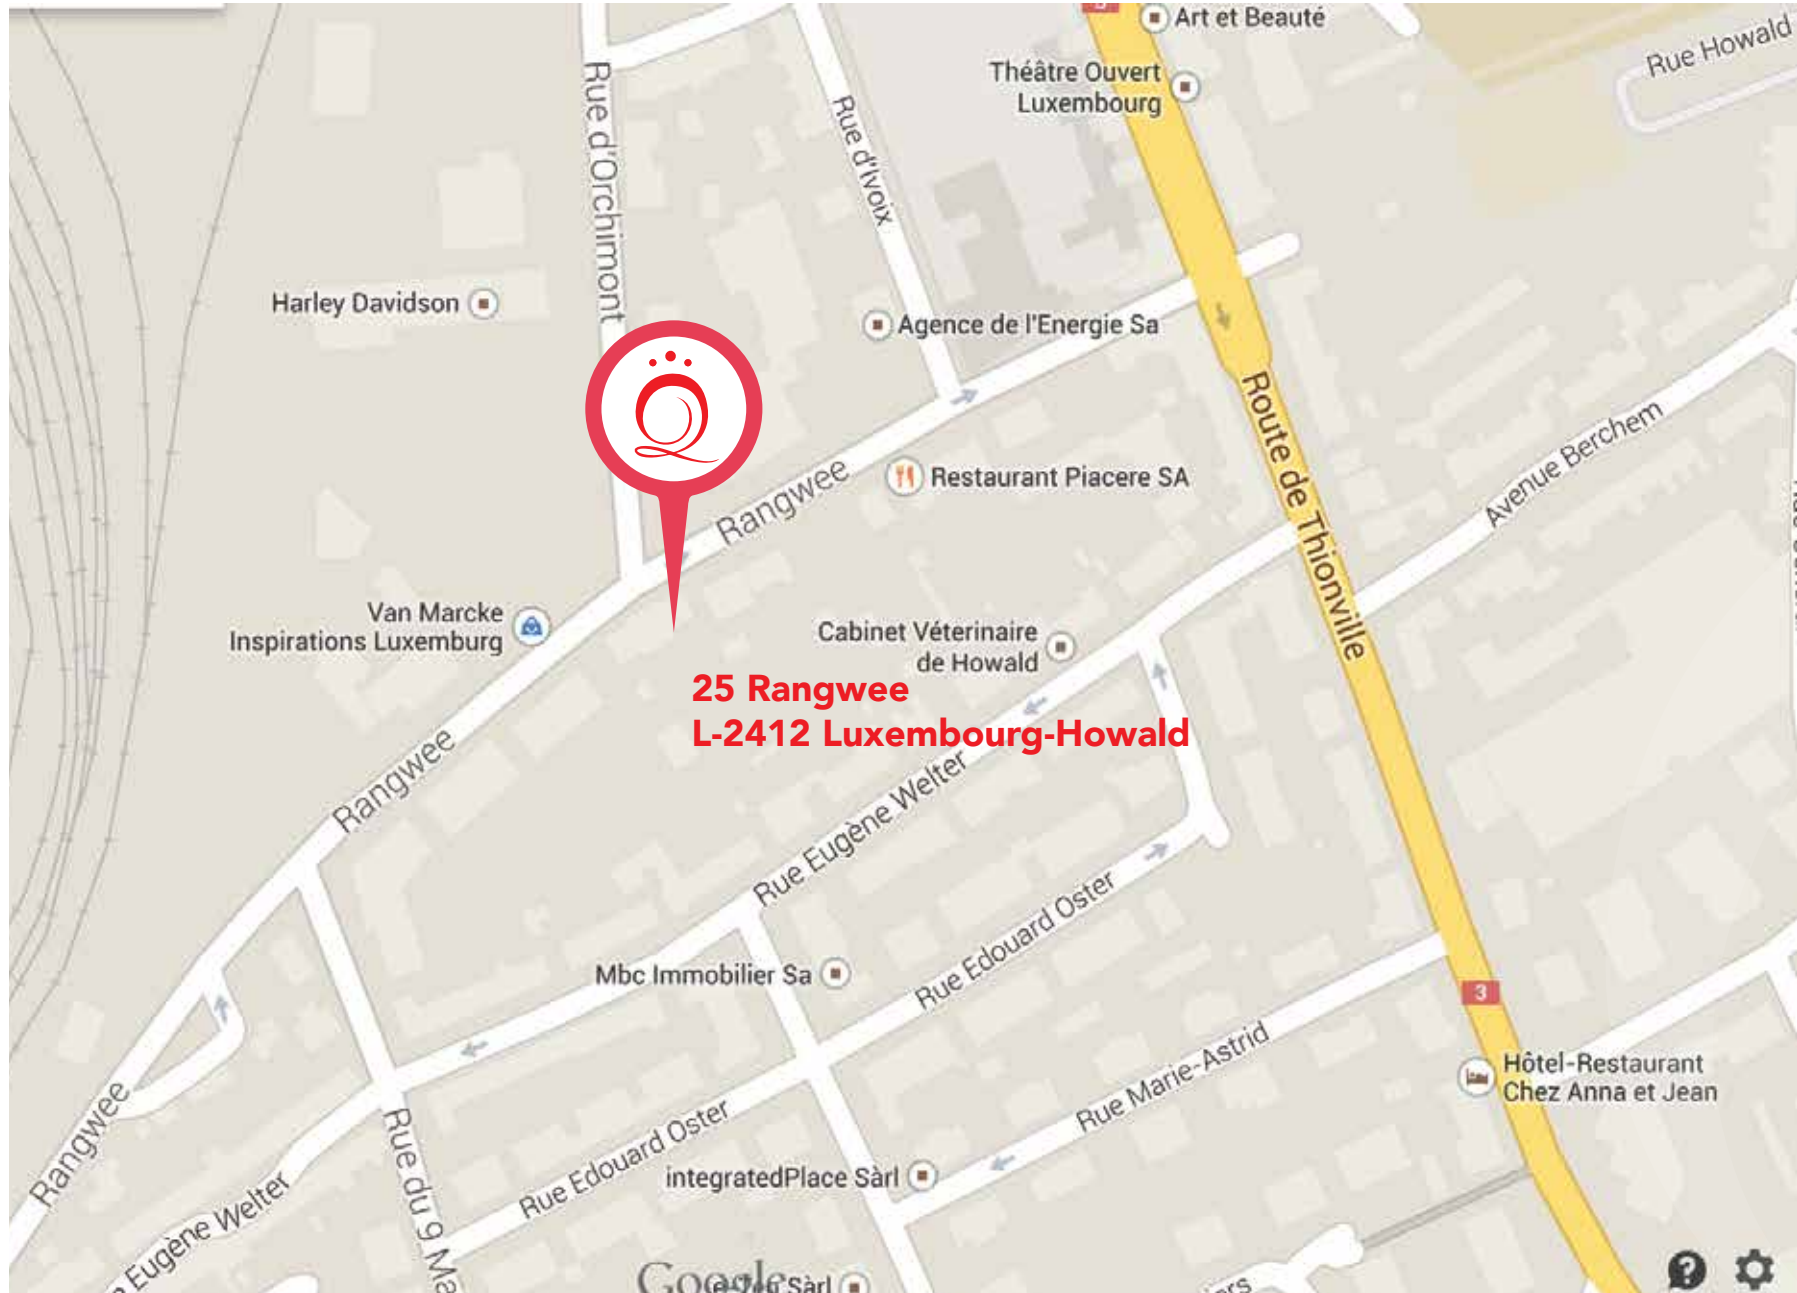 3
Art et Beauté
Rue Howald
Théâtre Ouvert
Luxembourg
Rue d'Orchimont
Rue d'Ivoix
Harley Davidson
Agence de l'Energie Sa
Route de Thionville
Avenue Berchem
Rangwee
Restaurant Piacere SA
Van Marcke
Inspirations Luxemburg
Cabinet Véterinaire
de Howald
25 Rangwee
L-2412 Luxembourg-Howald
Rangwee
Rue Eugène Welter
Rue Edouard Oster
Mbc Immobilier Sa
3
Rue Marie-Astrid
Hôtel-Restaurant
Chez Anna et Jean
Rangwee
Rue du 9 Ma
Rue Edouard Oster
integratedPlace Sàrl
Eugène Welter
Google
Sàrl